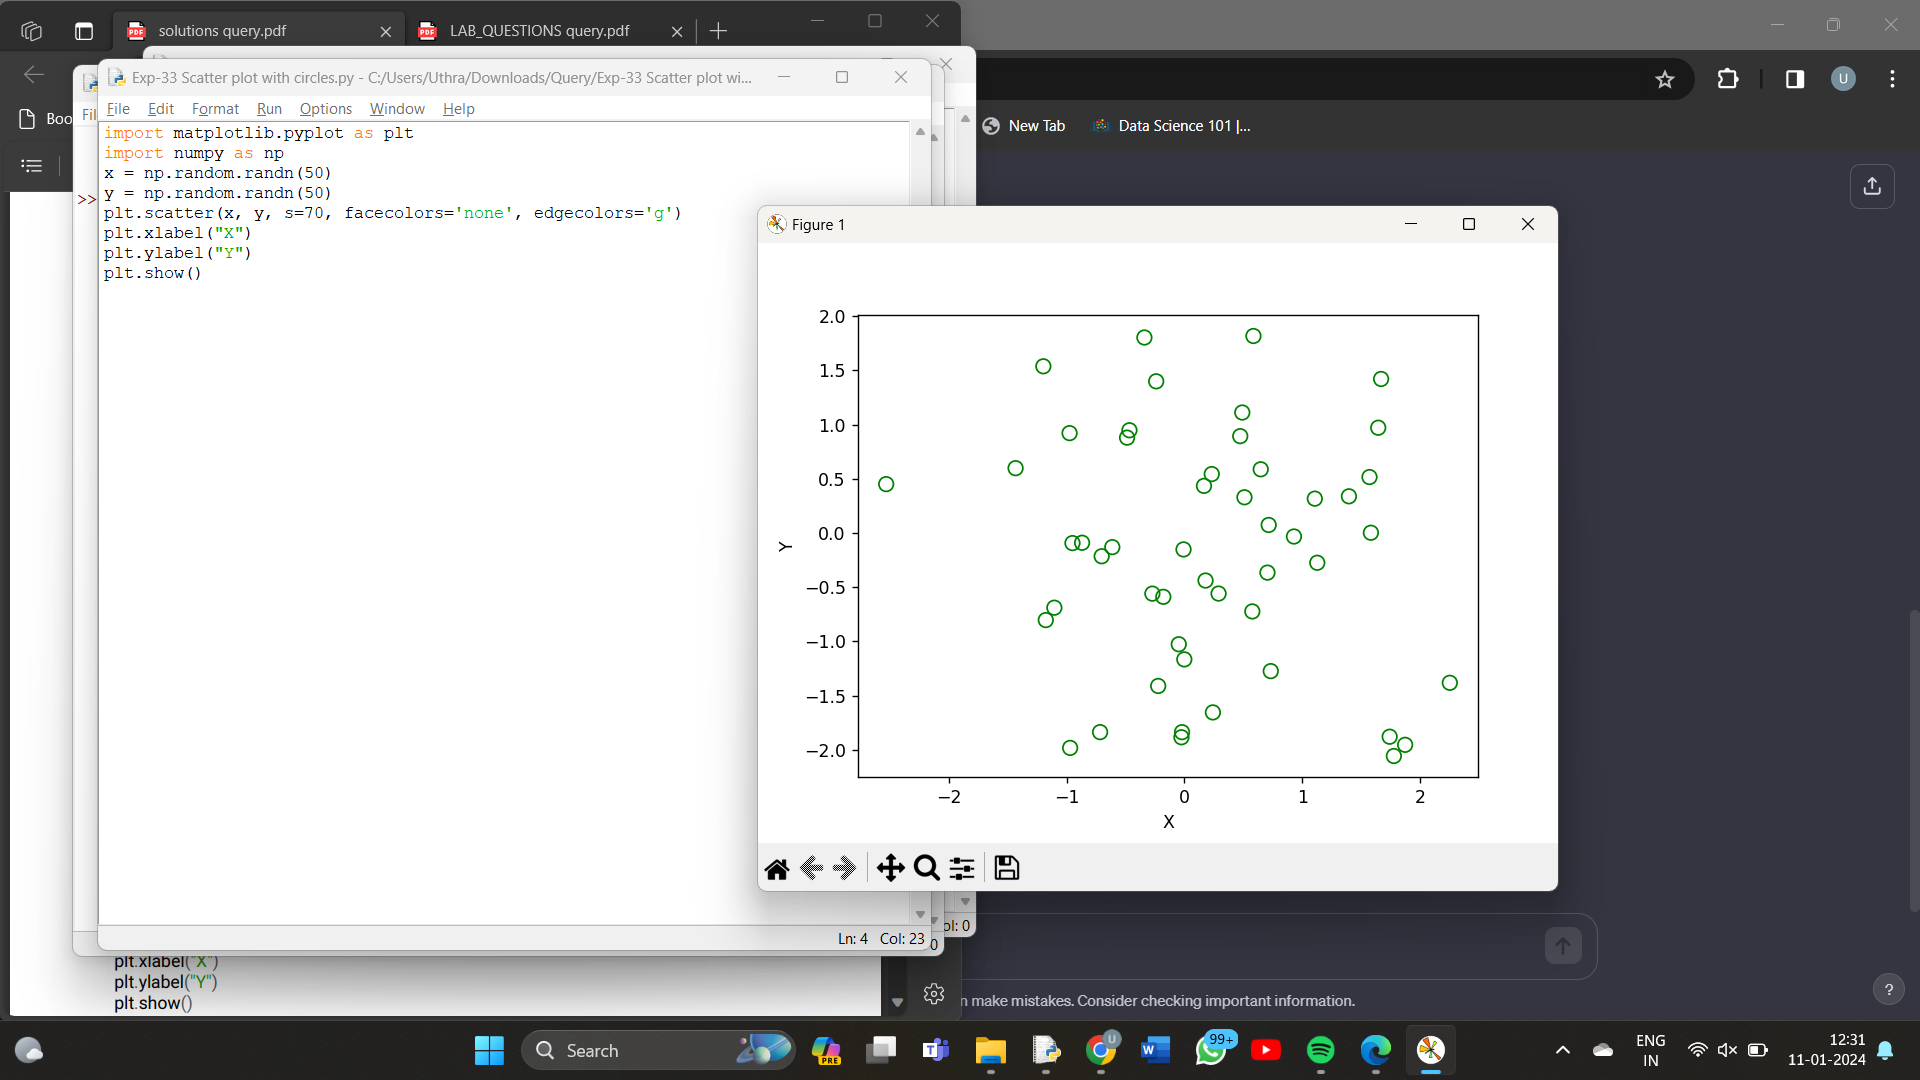 solutions query.pdf
LAB_QUESTIONS query.pdf
Exp-33 Scatter plot with circles.py - C:/Users/Uthra/Downloads/Query/Exp-33 Scatter plot wi...
File Edit Format Run Options Window Help
Boo
Fil
New Tab
Data Science 101 |...
U
import matplotlib.pyplot as plt
import numpy as np
x = np.random.randn(50)
y = np.random.randn(50)
plt.scatter(x, y, s=70, facecolors='none', edgecolors='g')
plt.xlabel("X")
plt.ylabel("Y")
plt.show()
>>
Figure 1
2.0
1.5
1.0
0.5
0.0
−0.5
−1.0
−1.5
−2.0
Y
−2 −1 0 1 2
X
Ln: 4 Col: 23
ol: 0
0
plt.xlabel("X")
plt.ylabel("Y")
plt.show()
n make mistakes. Consider checking important information.
?
Search
PRE
U
99+
ENG
IN
12:31
11-01-2024